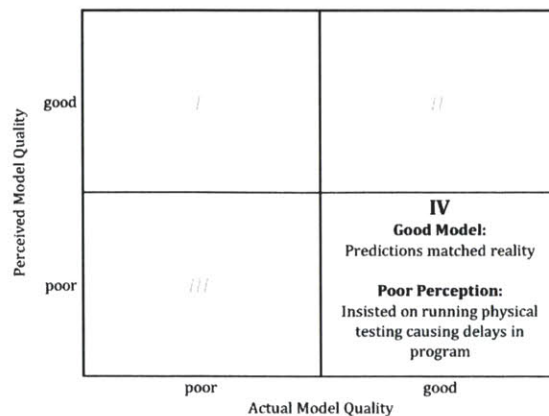 good
I
II
Perceived Model Quality
IV
Good Model:
Predictions matched reality
poor
III
Poor Perception:
Insisted on running physical
testing causing delays in
program
poor
good
Actual Model Quality